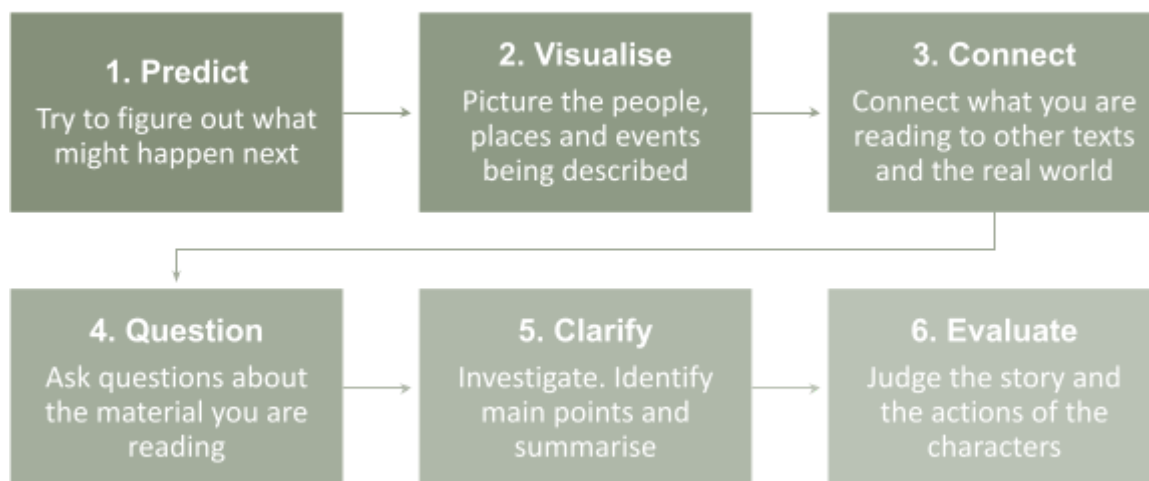 1. Predict
Try to figure out what
might happen next
2. Visualise
Picture the people,
places and events
being described
3. Connect
Connect what you are
reading to other texts
and the real world
4. Question
Ask questions about
the material you are
reading
5. Clarify
Investigate. Identify
main points and
summarise
6. Evaluate
Judge the story and
the actions of the
characters